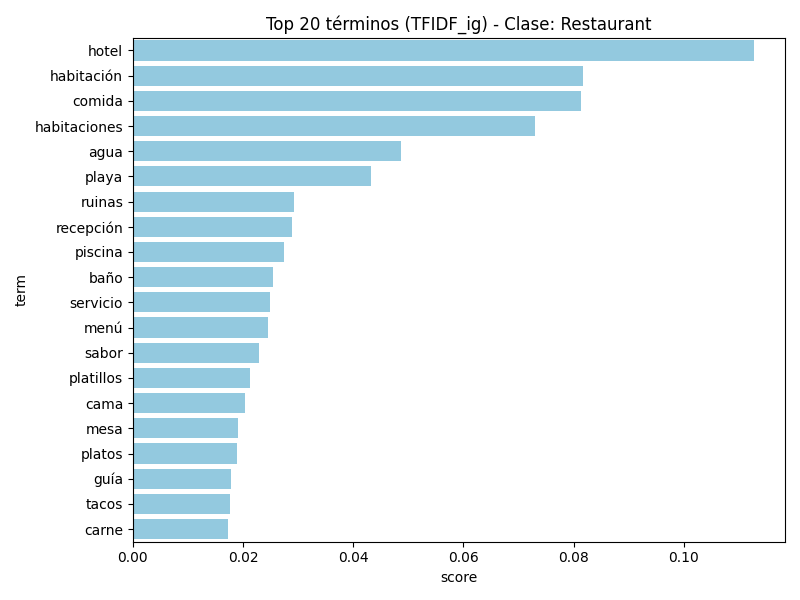 Top 20 términos (TFIDF_ig) - Clase: Restaurant
hotel
habitación
comida
habitaciones
agua
playa
ruinas
recepción
piscina
baño
servicio
menú
sabor
platillos
cama
mesa
platos
guía
tacos
carne
term
0.00 0.02 0.04 0.06 0.08 0.10
score